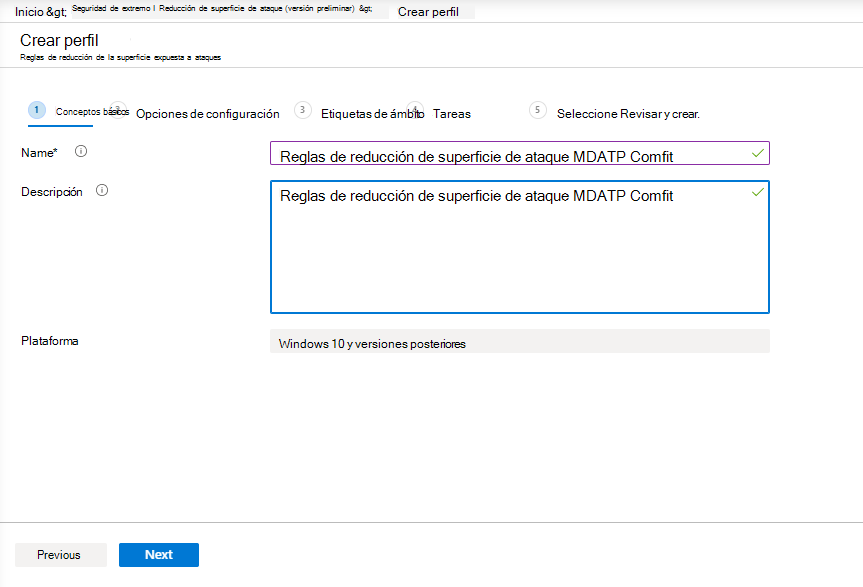 Inicio &gt; Seguridad de extremo I Reducción de superficie de ataque (versión preliminar) &gt; Crear perfil
Crear perfil
Reglas de reducción de la superficie expuesta a ataques
1 Conceptos básicos Opciones de configuración 3 Etiquetas de ámbito 4 Tareas 5 Seleccione Revisar y crear.
Name* Reglas de reducción de superficie de ataque MDATP Comfit
Descripción Reglas de reducción de superficie de ataque MDATP Comfit
Plataforma Windows 10 y versiones posteriores
Previous Next